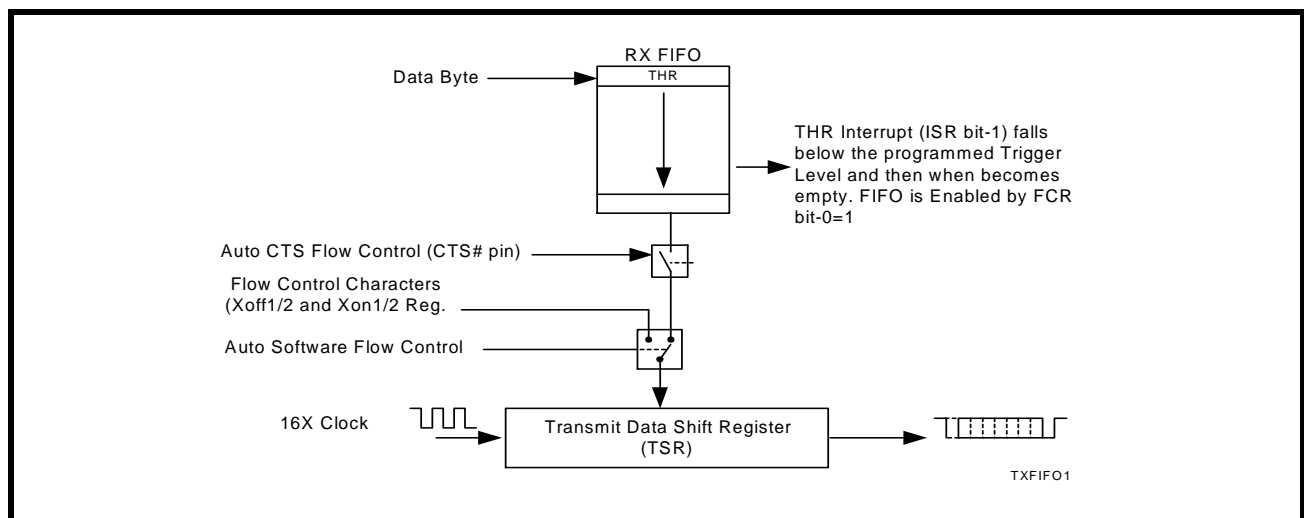 RX FIFO
THR
Data Byte
THR Interrupt (ISR bit-1) falls
below the programmed Trigger
Level and then when becomes
empty. FIFO is Enabled by FCR
bit-0=1
Auto CTS Flow Control (CTS# pin)
Flow Control Characters
(Xoff1/2 and Xon1/2 Reg.
Auto Software Flow Control
16X Clock
Transmit Data Shift Register
(TSR)
TXFIFO1